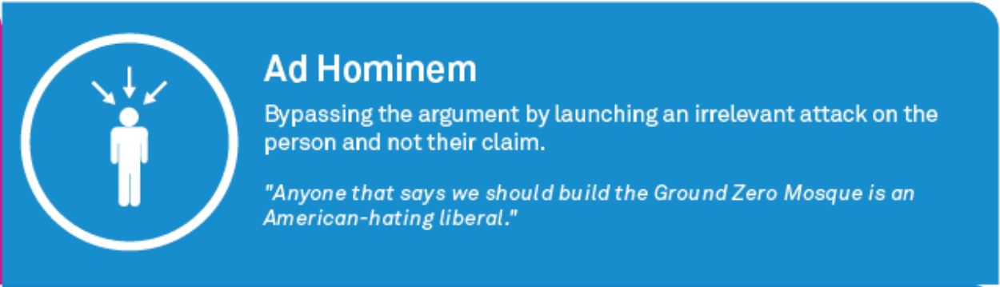 Ad Hominem
Bypassing the argument by launching an irrelevant attack on the
person and not their claim.
"Anyone that says we should build the Ground Zero Mosque is an
American-hating liberal."